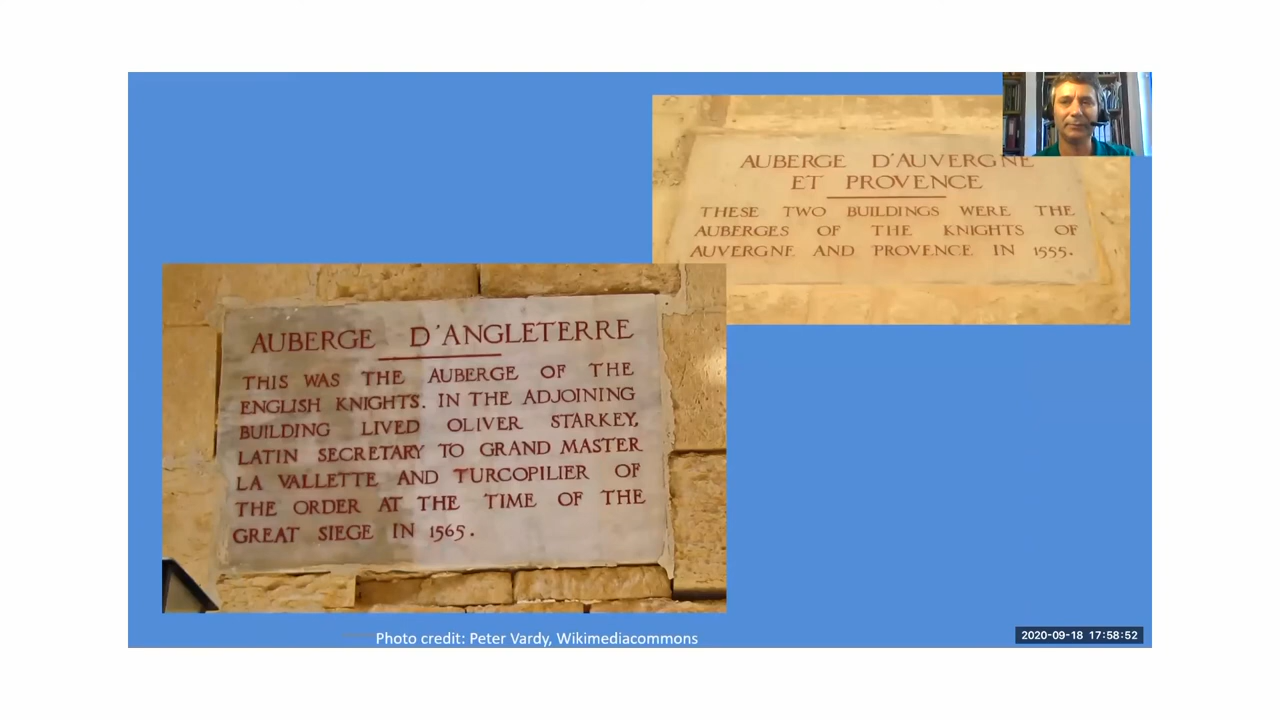 AUBERGE D'AUVERGNE
ET PROVENCE
THESE TWO BUILDINGS WERE THE
AUBERGES OF THE KNIGHTS OF
AUVERGNE AND PROVENCE IN 1555.
AUBERGE D'ANGLETERRE
THIS WAS THE AUBERGE OF THE
ENGLISH KNIGHTS. IN THE ADJOINING
BUILDING LIVED OLIVER STARKEY,
LATIN SECRETARY TO GRAND MASTER
LA VALLETTE AND TURCOPILIER OF
THE ORDER AT THE TIME OF THE
GREAT SIEGE IN 1565.
Photo credit: Peter Vardy, Wikimediacommons
2020-09-18 17:58:52